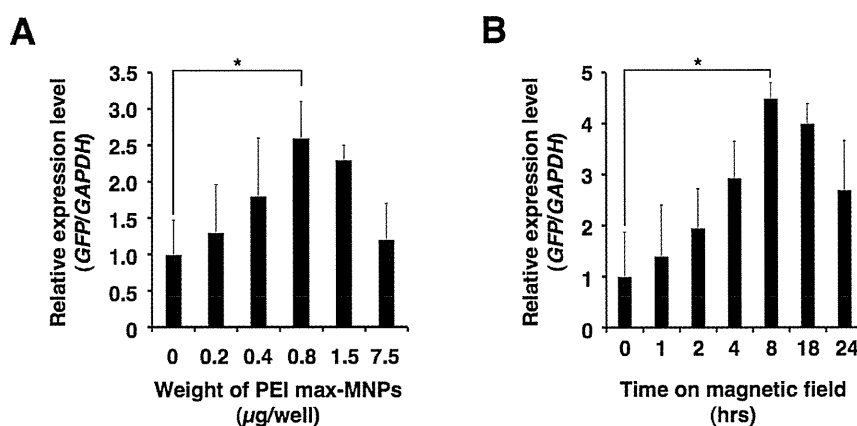 A
Relative expression level
(GFP/GAPDH)
3.5
3.0
2.5
2.0
1.5
1.0
0.5
0
*
0 0.2 0.4 0.8 1.5 7.5
Weight of PEI max-MNPs
(µg/well)
B
Relative expression level
(GFP/GAPDH)
5
4
3
2
1
0
*
0 1 2 4 8 18 24
Time on magnetic field
(hrs)